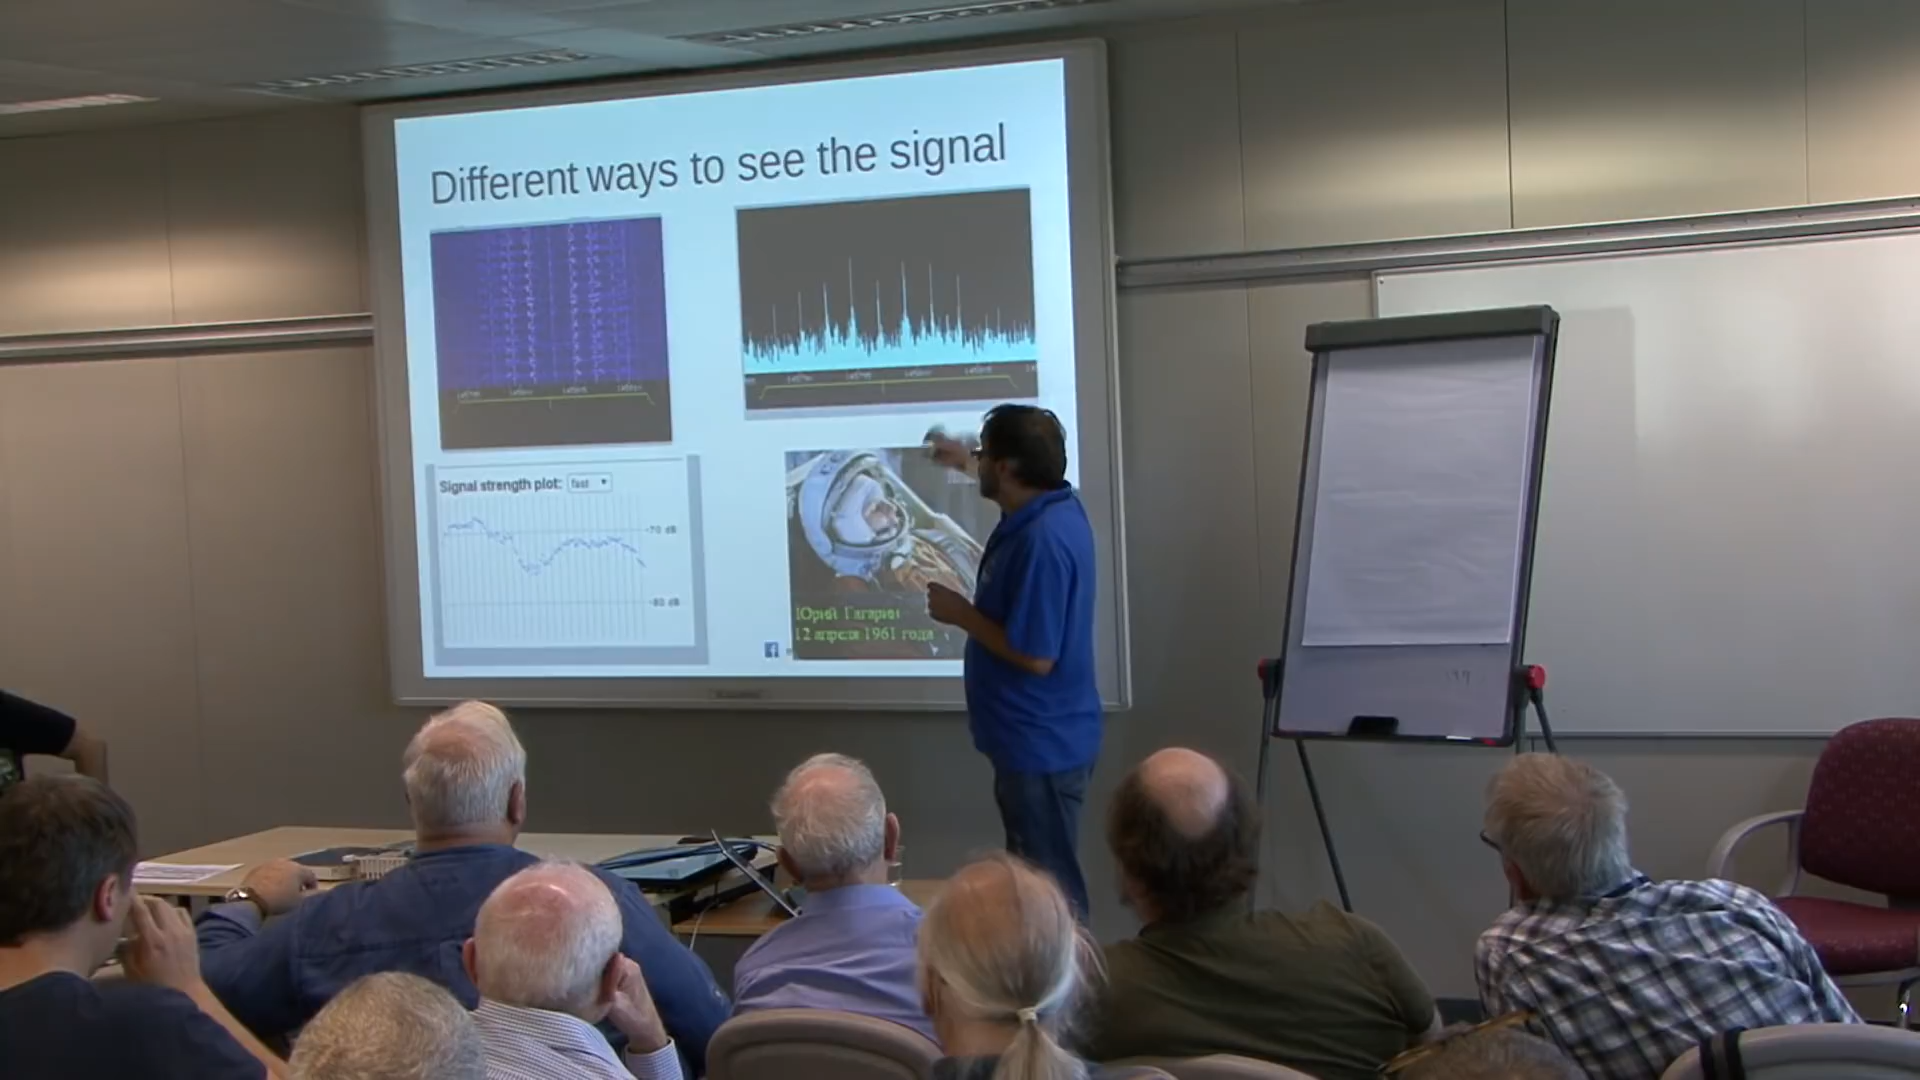 Different ways to see the signal
Signal strength plot: fast
-70 dB
-80 dB
Юрий Гагарин
12 апреля 1961 года